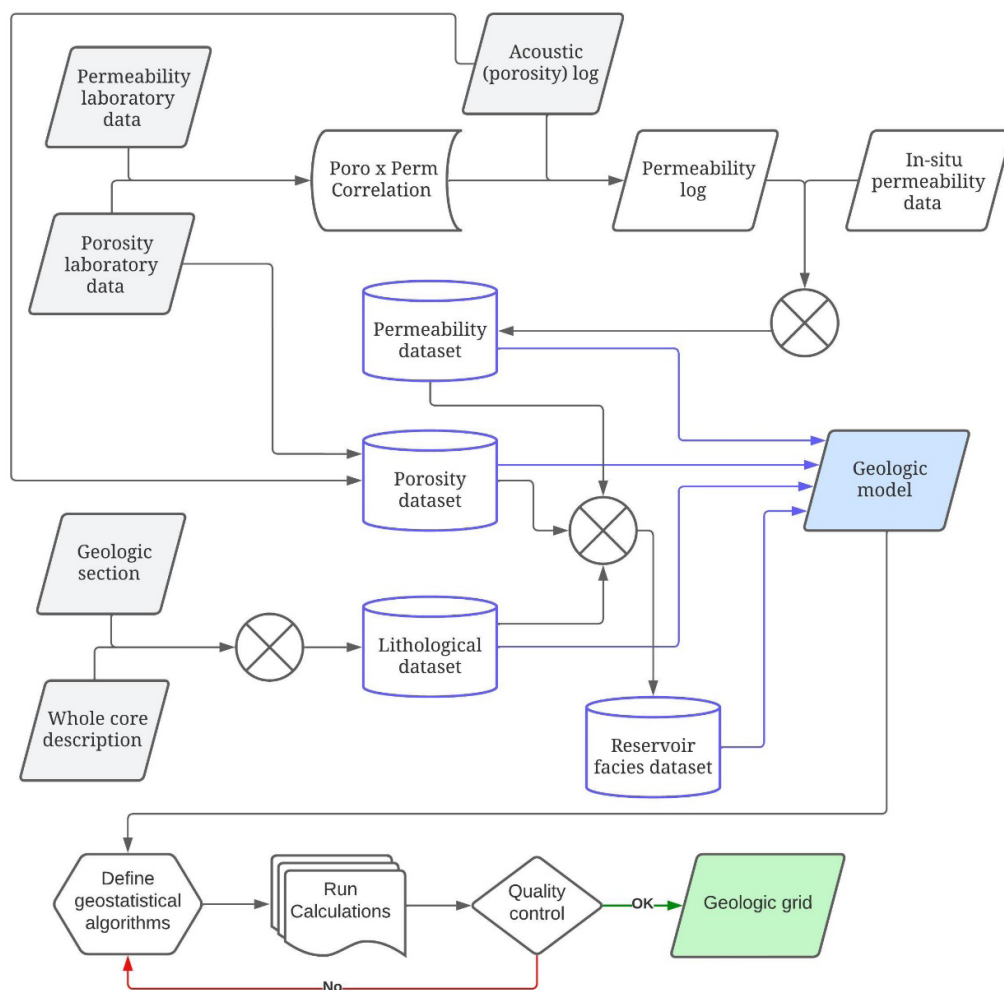 Permeability
laboratory
data
Acoustic
(porosity) log
Poro x Perm
Correlation
Permeability
log
In-situ
permeability
data
Porosity
laboratory
data
Permeability
dataset
Porosity
dataset
Geologic
model
Geologic
section
Lithological
dataset
Whole core
description
Reservoir
facies dataset
Define
geostatistical
algorithms
Run
Calculations
Quality
control
OK
Geologic grid
No